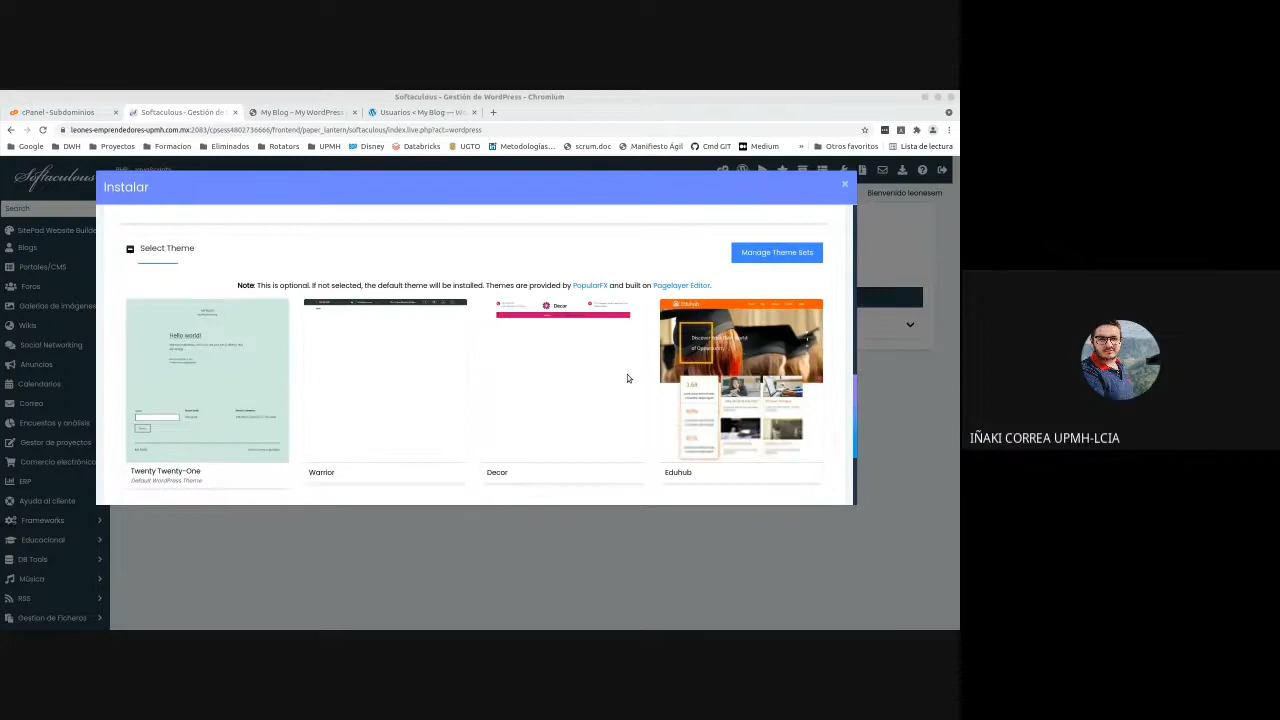 Softaculous - Gestión de WordPress - Chromium
cPanel - Subdominios
Softaculous - Gestión de
My Blog – My WordPress
Usuarios < My Blog — Wo
leones-emprendedores-upmh.com.mx:2083/cpsess4802736666/frontend/paper_lantern/softaculous/index.live.php?act=wordpress
Google
DWH
Proyectos
Formacion
Eliminados
Rotators
UPMH
Disney
Databricks
UGTO
Metodologías...
scrum.doc
Manifiesto Ágil
Cmd GIT
Medium
»
Otros favoritos
Lista de lectura
Softaculous
Instalar
Bienvenido leonesem
Search
SitePad Website Builde
Blogs
Portales/CMS
Foros
Galerías de imágenes
Wikis
Social Networking
Anuncios
Calendarios
Correo
Encuestas y análisis
Gestor de proyectos
Comercio electrónico
ERP
Ayuda al cliente
Frameworks
Educacional
DB Tools
Música
RSS
Gestion de Ficheros
Select Theme
Manage Theme Sets
Note: This is optional. If not selected, the default theme will be installed. Themes are provided by PopularFX and built on Pagelayer Editor.
Hello world!
Decor
Eduhub
Twenty Twenty-One
Default WordPress Theme
Warrior
Decor
Eduhub
IÑAKI CORREA UPMH-LCIA